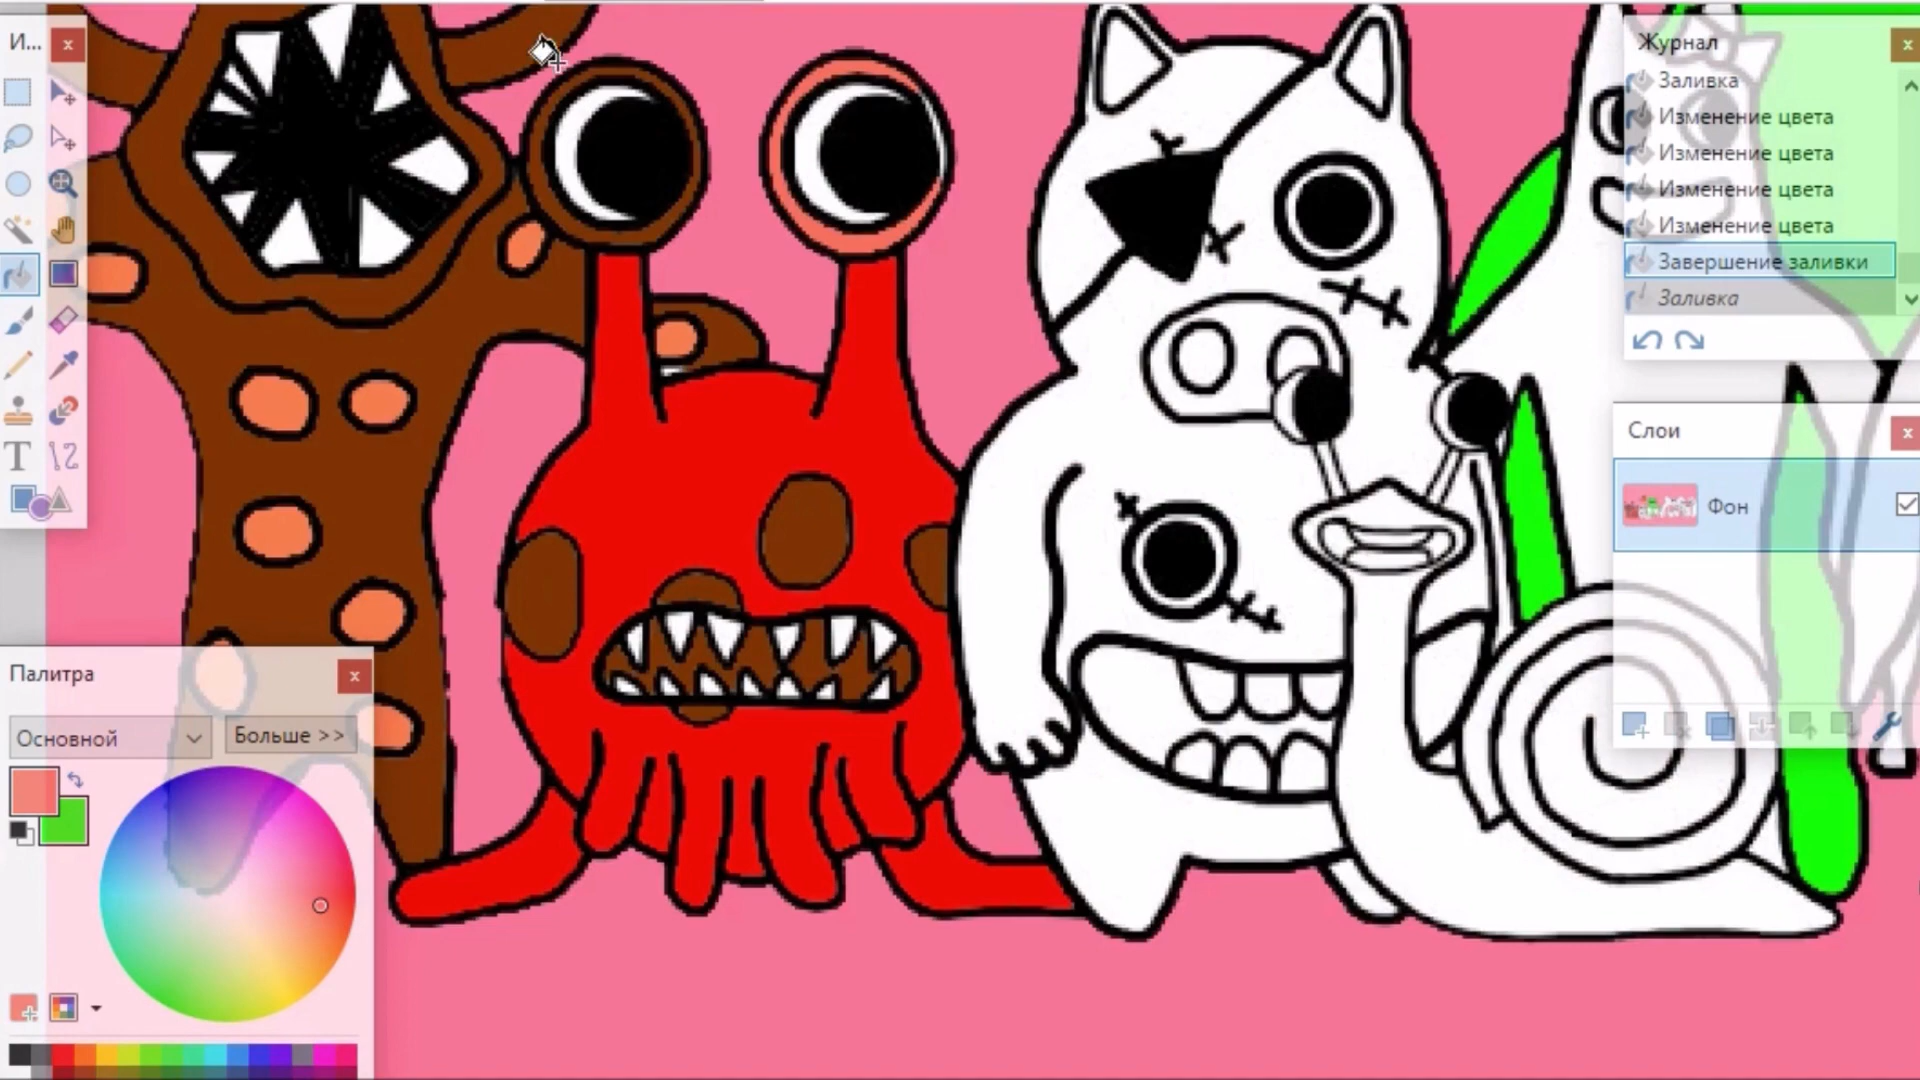 И...
Журнал
Заливка
Изменение цвета
Изменение цвета
Изменение цвета
Изменение цвета
Завершение заливки
Заливка
Слои
Фон
Палитра
Основной
Больше >>